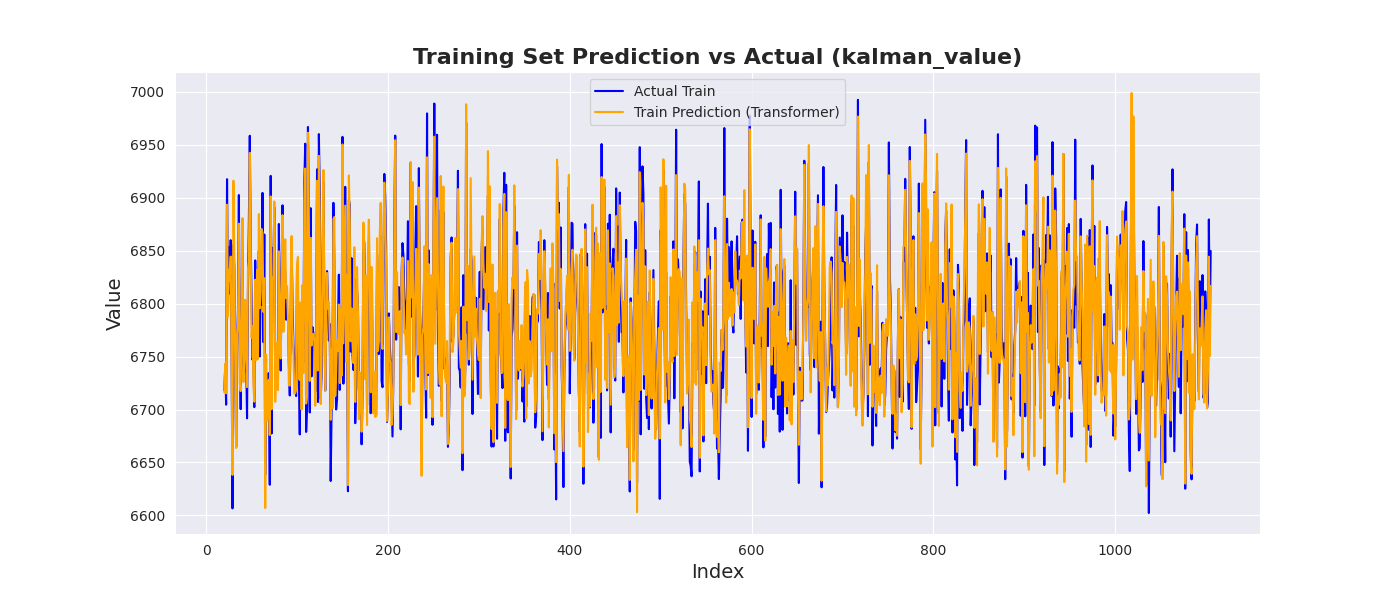 Training Set Prediction vs Actual (kalman_value)
Actual Train
Train Prediction (Transformer)
Value
7000
6950
6900
6850
6800
6750
6700
6650
6600
0 200 400 600 800 1000
Index